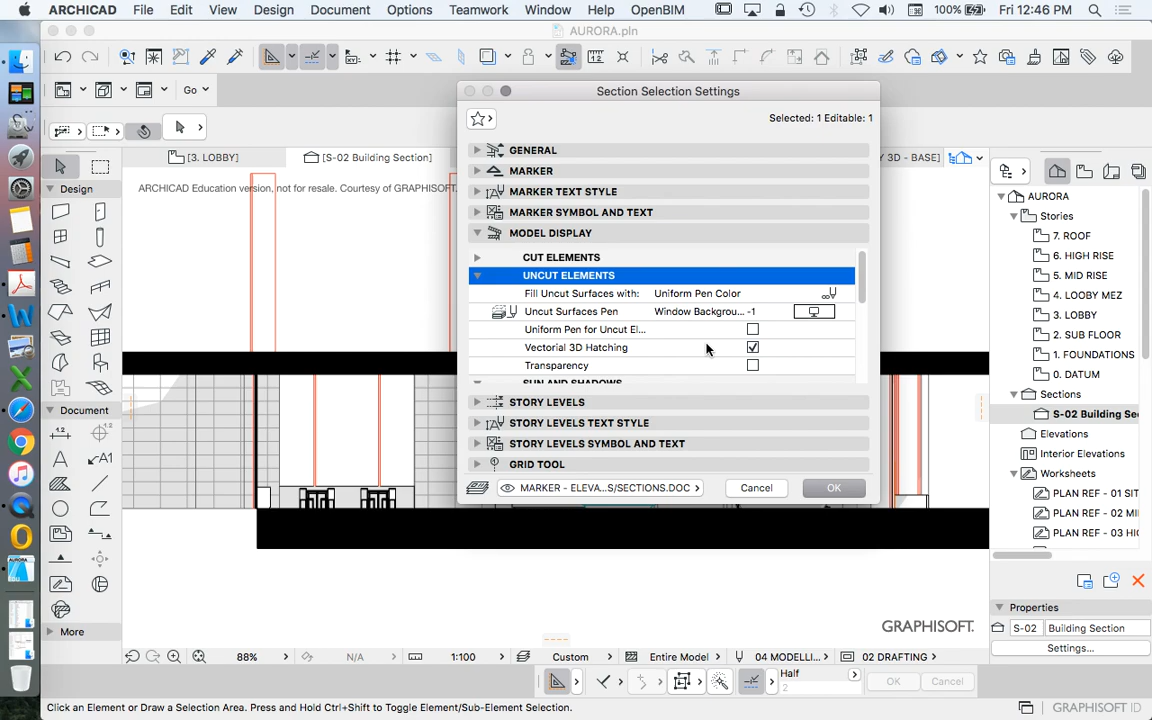 ARCHICAD File Edit View Design Document Options Teamwork Window Help OpenBIM 100% Fri 12:46 PM
AURORA.pln
Go
Section Selection Settings
Selected: 1 Editable: 1
[3. LOBBY] [S-02 Building Section] 3D - BASE]
ARCHICAD Education version, not for resale. Courtesy of GRAPHISOFT.
GENERAL
MARKER
MARKER TEXT STYLE
MARKER SYMBOL AND TEXT
MODEL DISPLAY
CUT ELEMENTS
UNCUT ELEMENTS
Fill Uncut Surfaces with: Uniform Pen Color
Uncut Surfaces Pen Window Backgrou... -1
Uniform Pen for Uncut El...
Vectorial 3D Hatching
Transparency
SUN AND SHADOWS
STORY LEVELS
STORY LEVELS TEXT STYLE
STORY LEVELS SYMBOL AND TEXT
GRID TOOL
MARKER - ELEVA...S/SECTIONS.DOC
Cancel OK
Design
Document
More
AURORA
Stories
7. ROOF
6. HIGH RISE
5. MID RISE
4. LOOBY MEZ
3. LOBBY
2. SUB FLOOR
1. FOUNDATIONS
0. DATUM
Sections
S-02 Building Se
Elevations
Interior Elevations
Worksheets
PLAN REF - 01 SIT
PLAN REF - 02 MI
PLAN REF - 03 HI
Properties
S-02 Building Section
Settings...
GRAPHISOFT.
88% N/A 1:100 Custom Entire Model 04 MODELLI... 02 DRAFTING
Half
2
OK Cancel
Click an Element or Draw a Selection Area. Press and Hold Ctrl+Shift to Toggle Element/Sub-Element Selection.
GRAPHISOFT ID